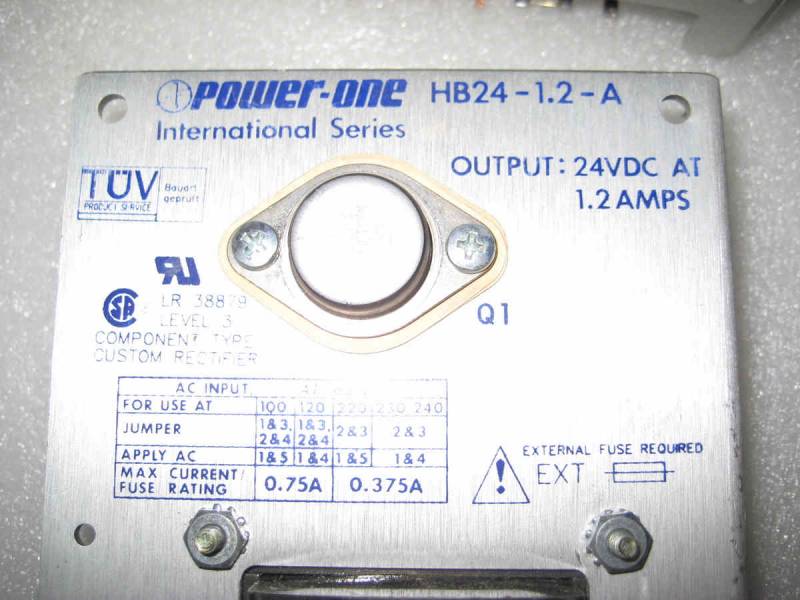 POWER-ONE HB24-1.2-A
International Series
OUTPUT: 24VDC AT
1.2 AMPS
TÜV
PRODUCT SERVICE
Bauart
geprüft
Q1
LR 38879
LEVEL 3
COMPONENT TYPE
CUSTOM RECTIFIER
AC INPUT
FOR USE AT 100 120 220 230 240
JUMPER 1&3, 2&4 1&3, 2&4 2&3 2&3
APPLY AC 1&5 1&4 1&5 1&4
MAX CURRENT/
FUSE RATING 0.75A 0.375A
EXTERNAL FUSE REQUIRED
EXT